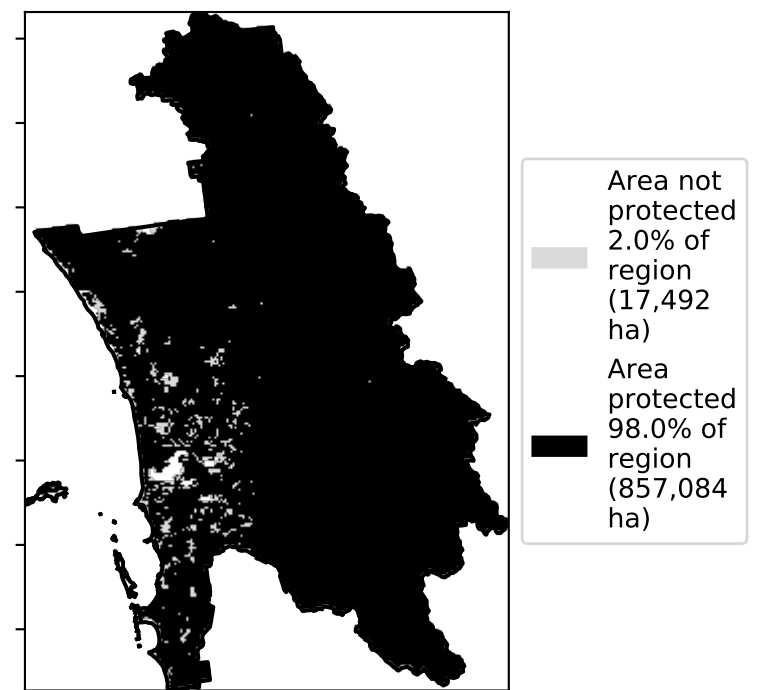 Area not
protected
2.0% of
region
(17,492
ha)
Area
protected
98.0% of
region
(857,084
ha)